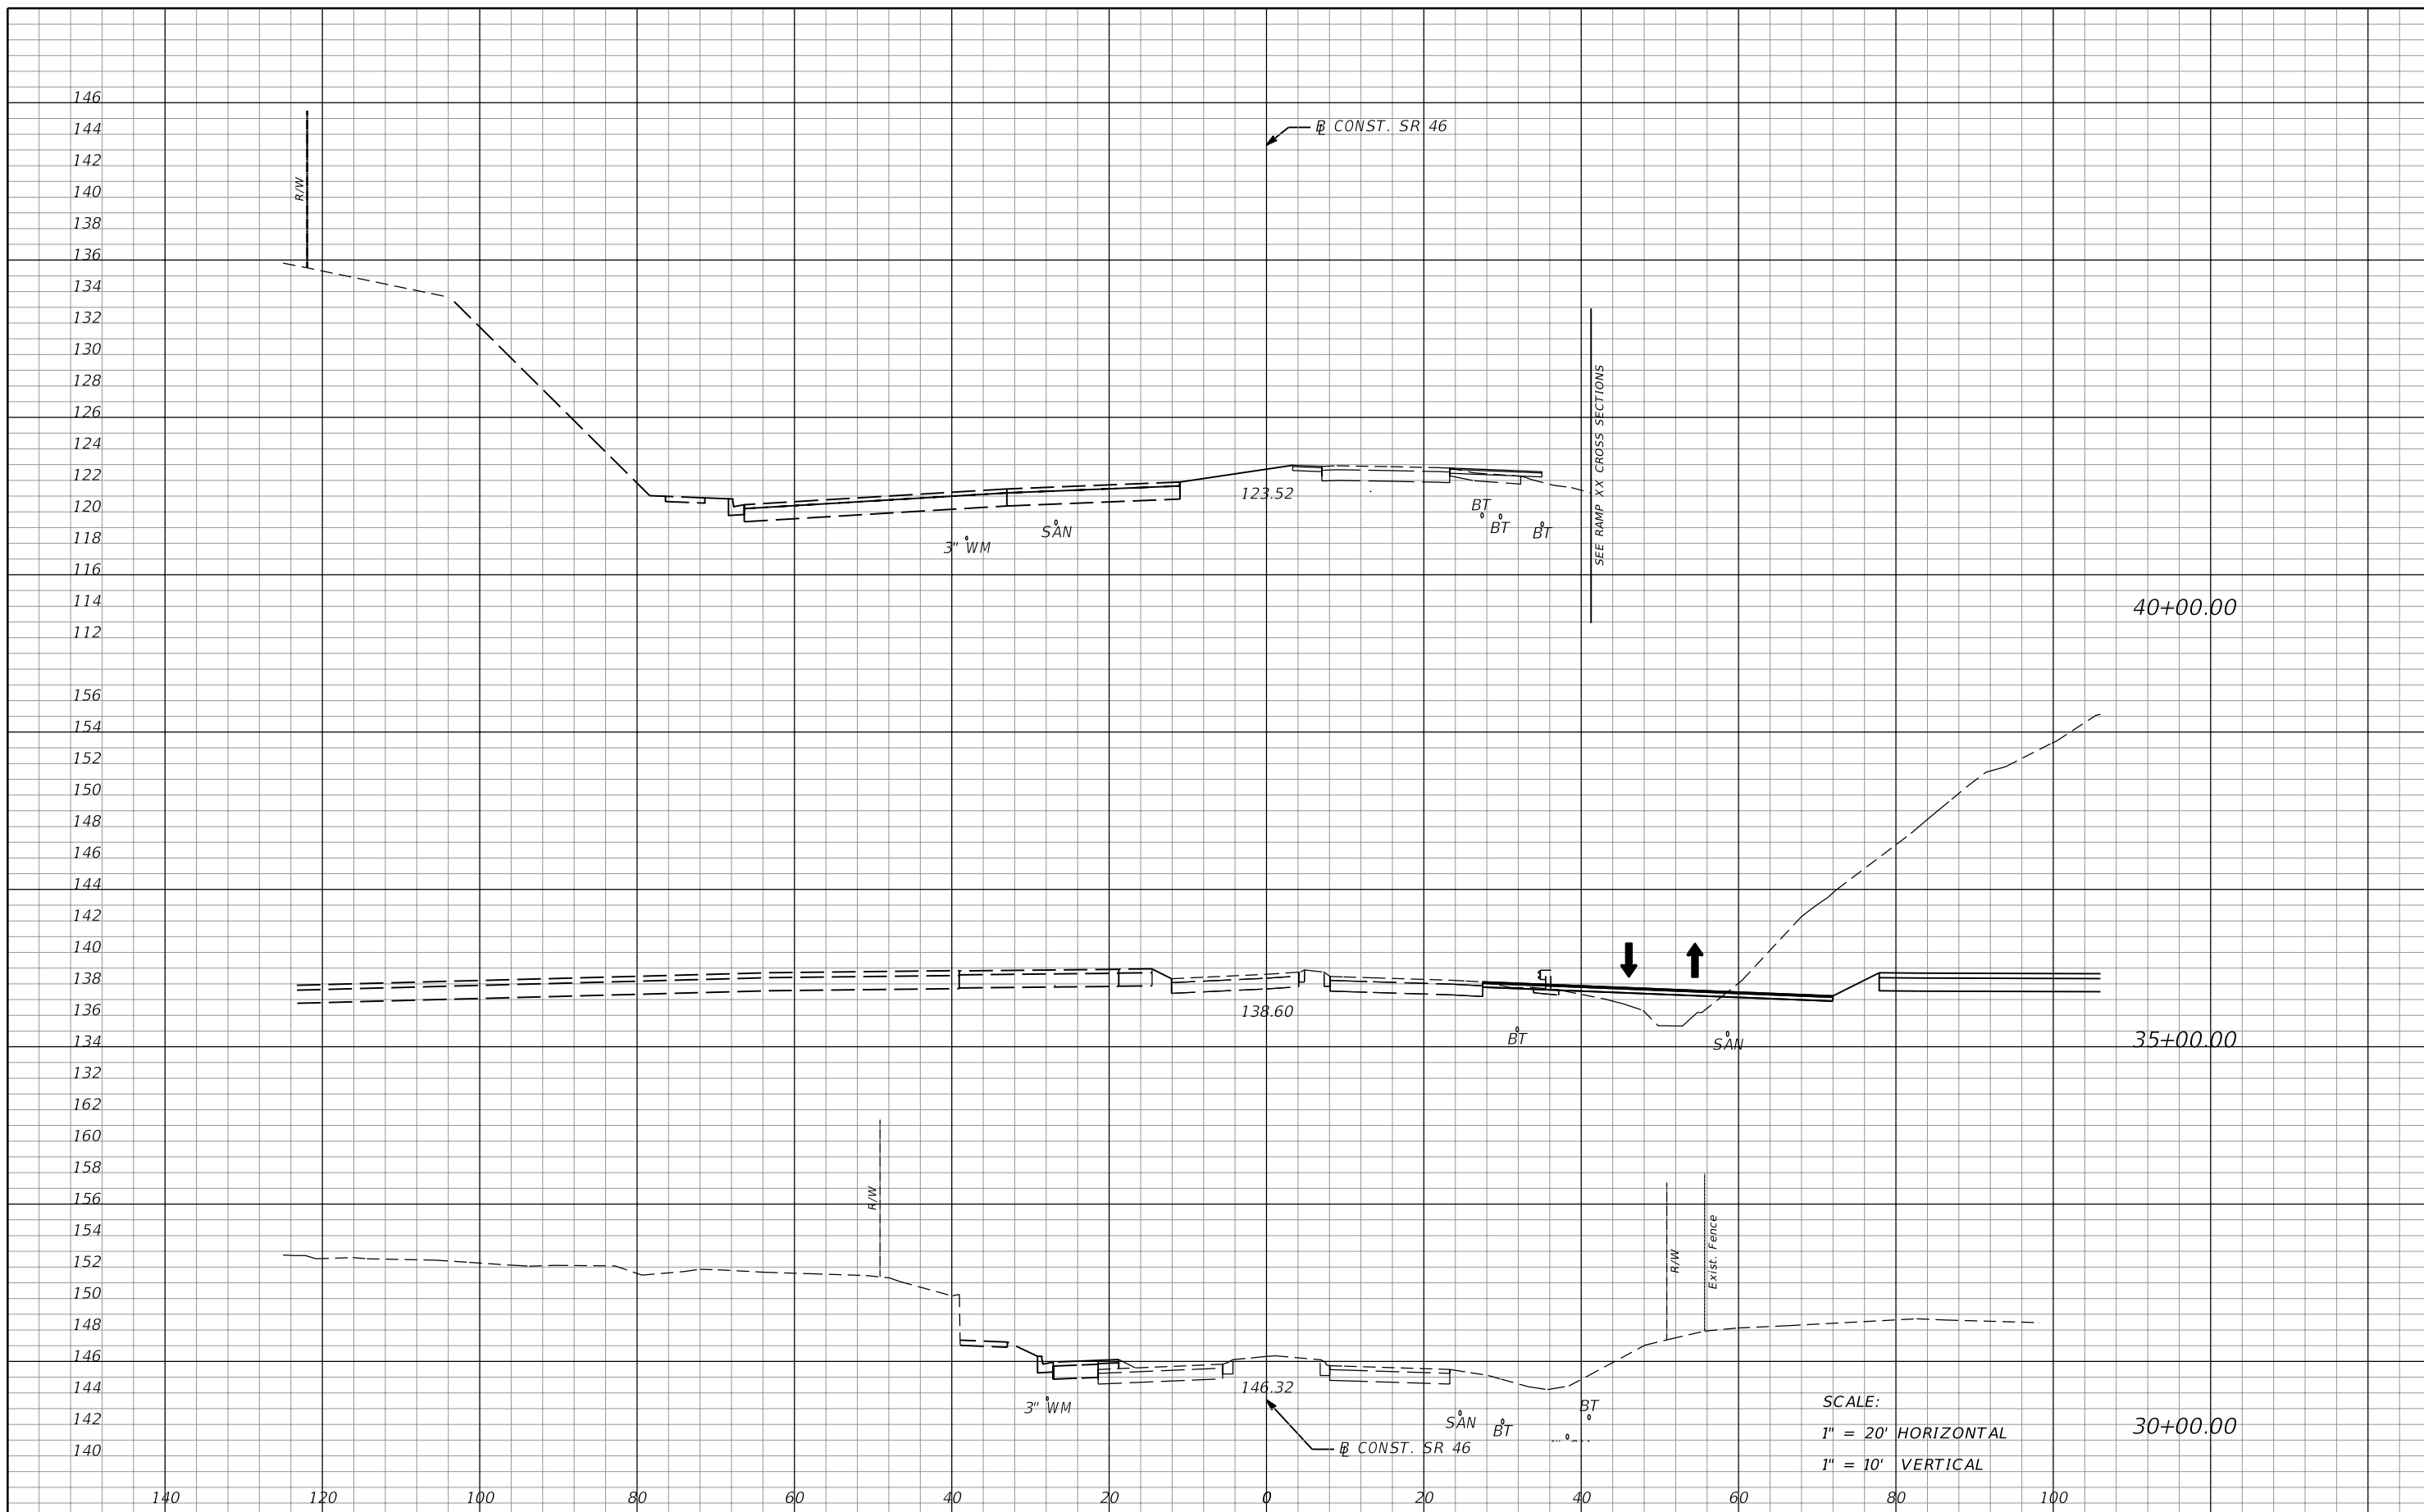 146
144
℄ CONST. SR 46
142
140
R/W
138
136
134
132
130
128
126
SEE RAMP XX CROSS SECTIONS
124
122
123.52
120
BT
BT
BT
SAN
118
3" WM
116
114
40+00.00
112
156
154
152
150
148
146
144
142
140
138
136
138.60
134
BT
SAN
35+00.00
132
162
160
158
R/W
156
154
152
R/W
Exist. Fence
150
148
146
144
146.32
142
3" WM
SAN
BT
BT
140
℄ CONST. SR 46
SCALE:
1" = 20' HORIZONTAL
1" = 10' VERTICAL
30+00.00
140 120 100 80 60 40 20 0 20 40 60 80 100